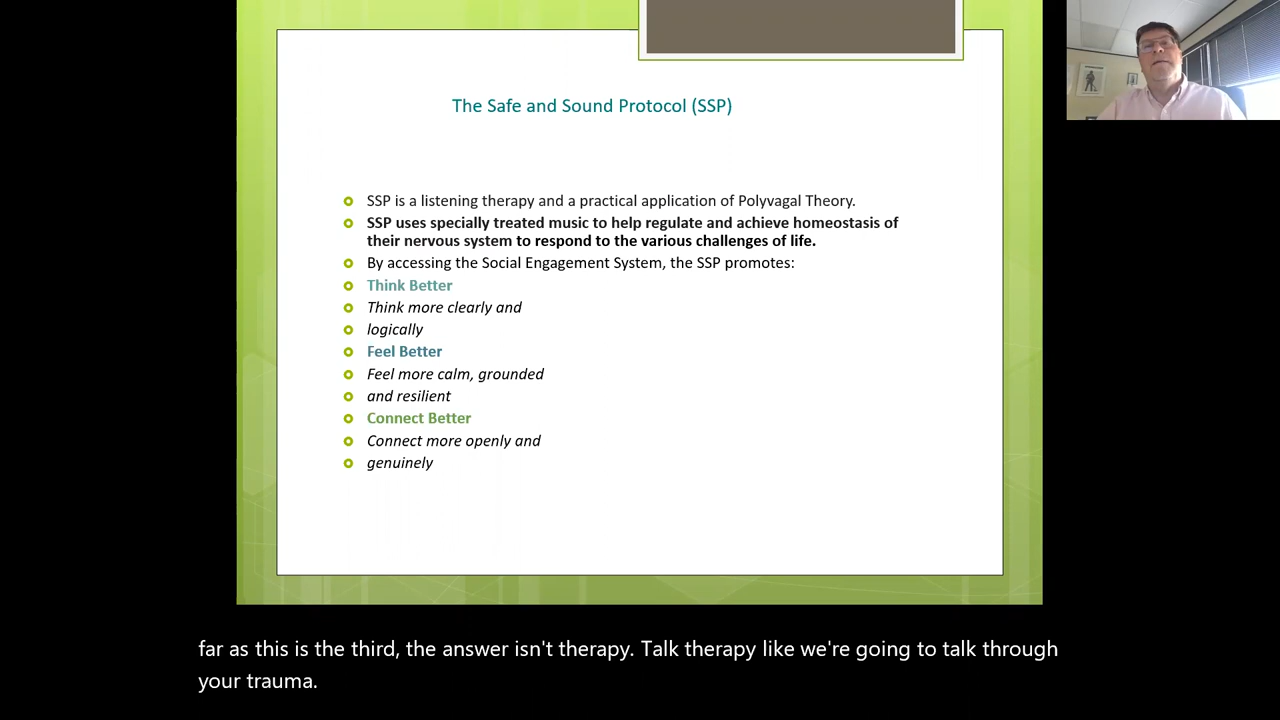 The Safe and Sound Protocol (SSP)
SSP is a listening therapy and a practical application of Polyvagal Theory.
SSP uses specially treated music to help regulate and achieve homeostasis of
their nervous system to respond to the various challenges of life.
By accessing the Social Engagement System, the SSP promotes:
Think Better
Think more clearly and
logically
Feel Better
Feel more calm, grounded
and resilient
Connect Better
Connect more openly and
genuinely
far as this is the third, the answer isn't therapy. Talk therapy like we're going to talk through
your trauma.